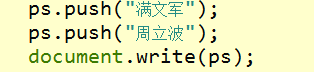 ps.push("满文军");
ps.push("周立波");
document.write(ps);